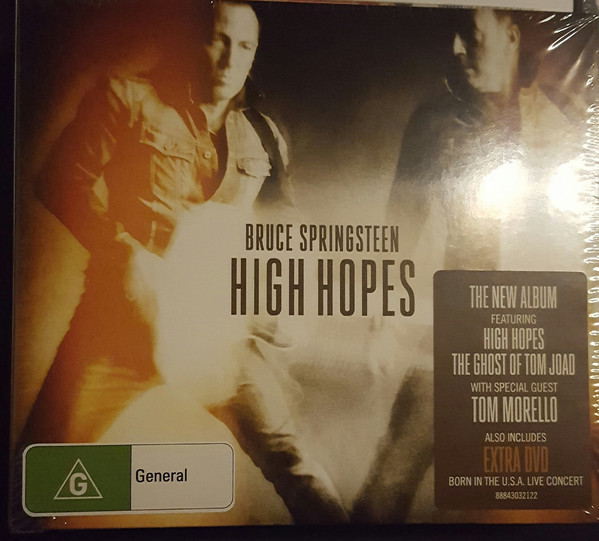 BRUCE SPRINGSTEEN
HIGH HOPES
THE NEW ALBUM
FEATURING
HIGH HOPES
THE GHOST OF TOM JOAD
WITH SPECIAL GUEST
TOM MORELLO
ALSO INCLUDES
EXTRA DVD
BORN IN THE U.S.A. LIVE CONCERT
88843032122
G
General